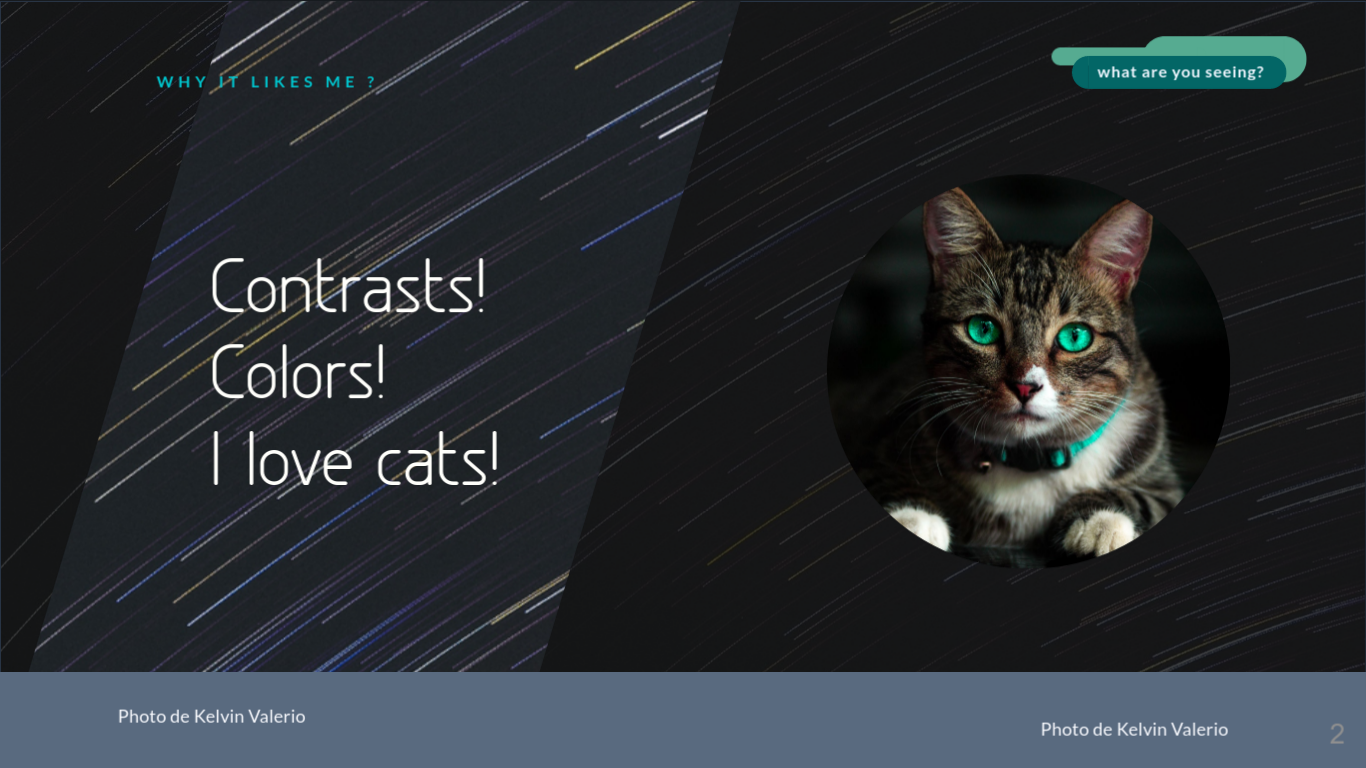 WHY IT LIKES ME ?
what are you seeing?
Contrasts!
Colors!
I love cats!
Photo de Kelvin Valerio
Photo de Kelvin Valerio
2